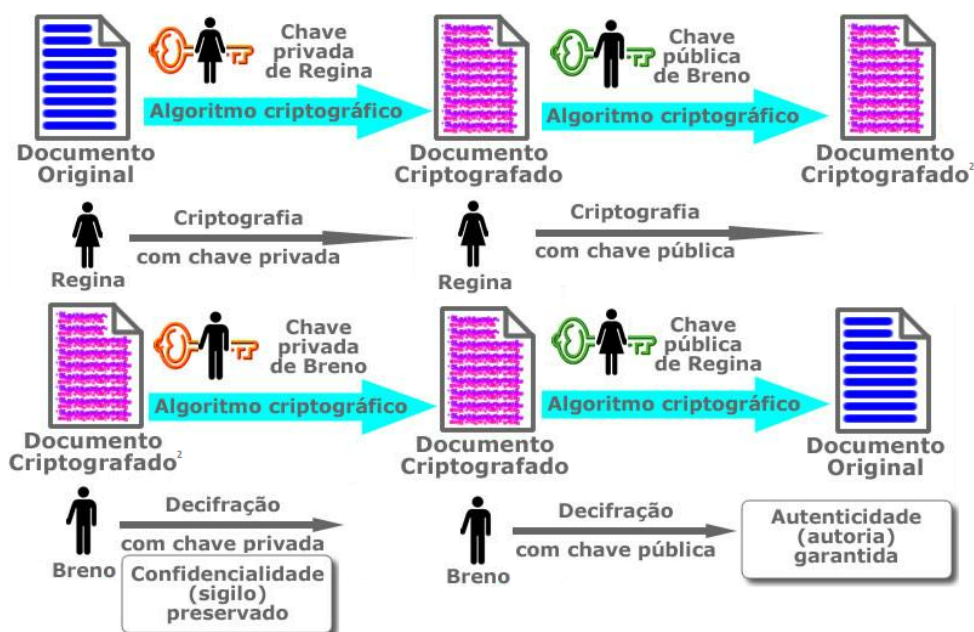 Chave
privada
de Regina
Chave
pública
de Breno
Algoritmo criptográfico
Algoritmo criptográfico
Documento
Original
Documento
Criptografado
Documento
Criptografado²
Regina
Criptografia
com chave privada
Regina
Criptografia
com chave pública
Chave
privada
de Breno
Chave
pública
de Regina
Algoritmo criptográfico
Algoritmo criptográfico
Documento
Criptografado²
Documento
Criptografado
Documento
Original
Breno
Decifração
com chave privada
Confidencialidade
(sigilo)
preservado
Breno
Decifração
com chave pública
Autenticidade
(autoria)
garantida